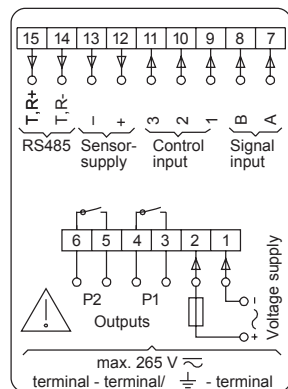 15 14 13 12 11 10 9 8 7
T,R+ T,R- − + 3 2 1 B A
RS485 Sensor- Control Signal
supply input input
6 5 4 3 2 1
P2 P1
Outputs
- +
Voltage supply
max. 265 V ⎓
terminal - terminal/ ⏚ - terminal